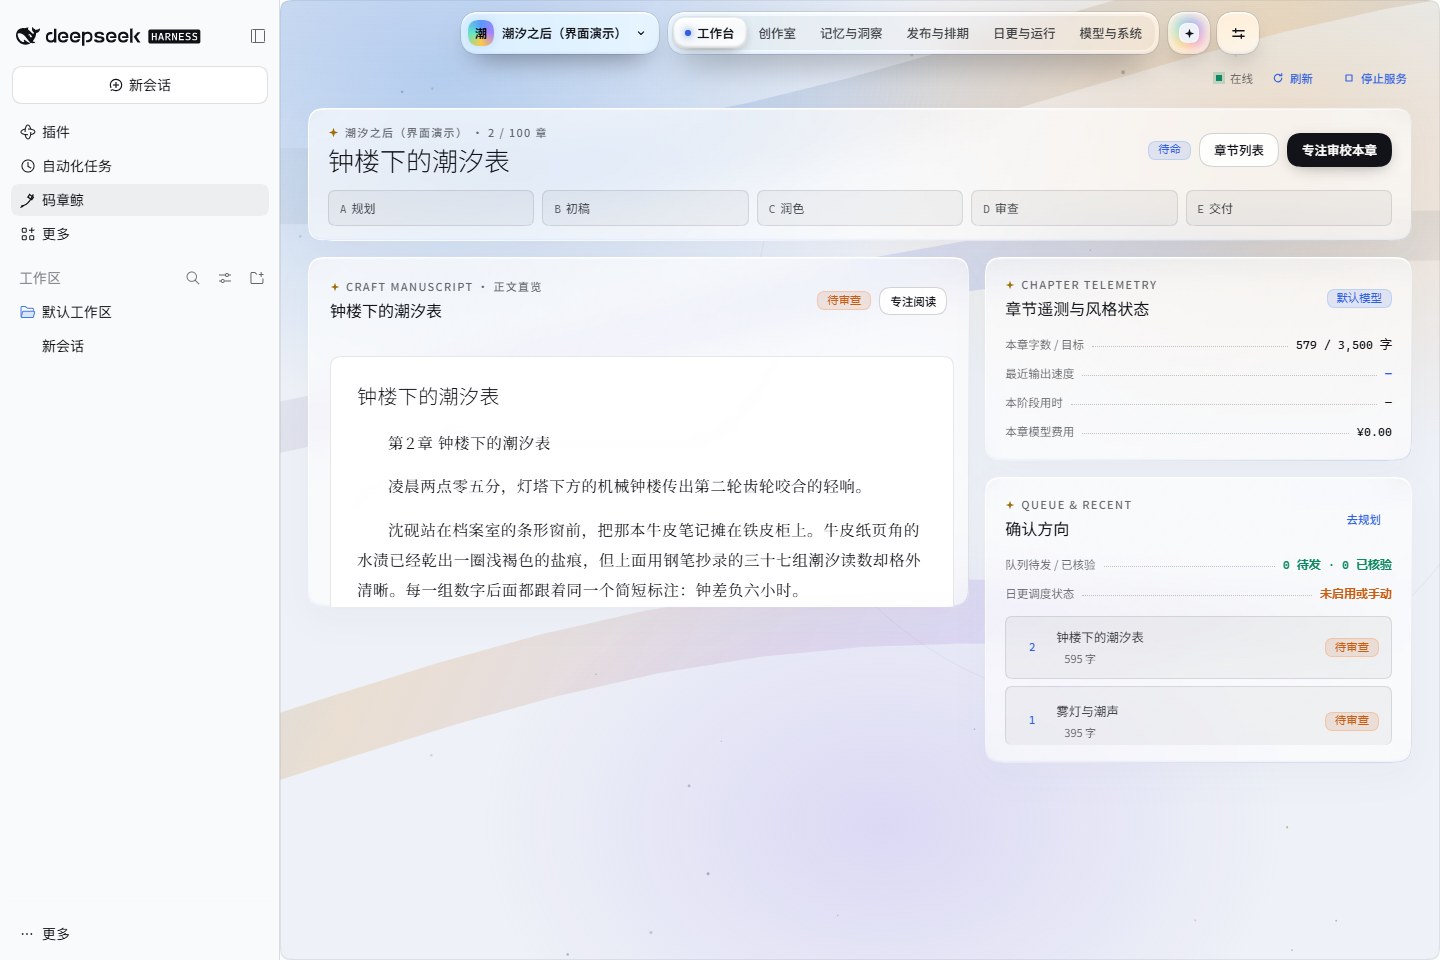 deepseek HARNESS
新会话
插件
自动化任务
码章鲸
更多
工作区
默认工作区
新会话
更多
潮 潮汐之后（界面演示）
工作台 创作室 记忆与洞察 发布与排期 日更与运行 模型与系统
在线 刷新 停止服务
潮汐之后（界面演示） · 2 / 100 章
钟楼下的潮汐表
待命 章节列表 专注审校本章
A 规划 B 初稿 C 润色 D 审查 E 交付
CRAFT MANUSCRIPT · 正文直览
钟楼下的潮汐表
待审查 专注阅读
钟楼下的潮汐表
第 2 章 钟楼下的潮汐表
凌晨两点零五分，灯塔下方的机械钟楼传出第二轮齿轮咬合的轻响。
沈砚站在档案室的条形窗前，把那本牛皮笔记摊在铁皮柜上。牛皮纸页角的
水渍已经乾出一圈浅褐色的盐痕，但上面用钢笔抄录的三十七组潮汐读数却格外
清晰。每一组数字后面都跟着同一个简短标注：钟差负六小时。
CHAPTER TELEMETRY
章节遥测与风格状态
默认模型
本章字数 / 目标 579 / 3,500 字
最近输出速度 —
本阶段用时 —
本章模型费用 ¥0.00
QUEUE & RECENT
确认方向
去规划
队列待发 / 已核验 0 待发 · 0 已核验
日更调度状态 未启用或手动
2 钟楼下的潮汐表 待审查
595 字
1 雾灯与潮声 待审查
395 字